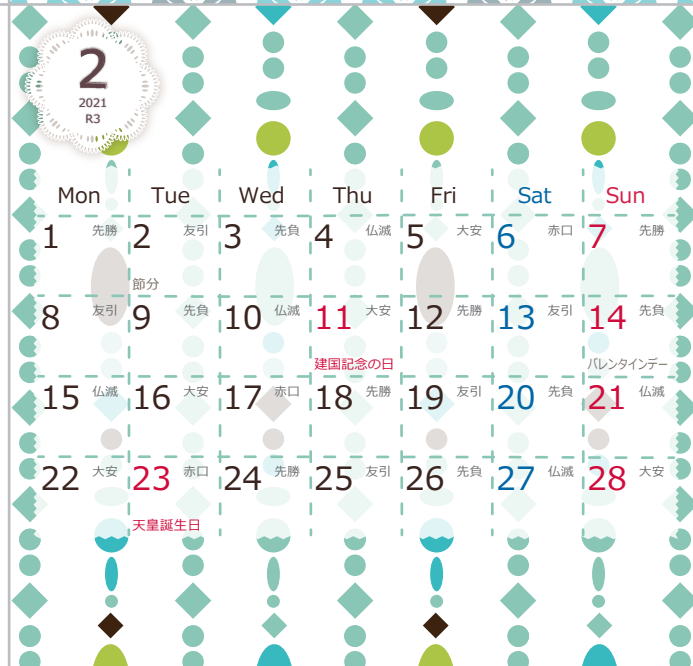 2
2021
R3
Mon Tue Wed Thu Fri Sat Sun
1 先勝 2 友引 3 先負 4 仏滅 5 大安 6 赤口 7 先勝
節分
8 友引 9 先負 10 仏滅 11 大安 12 先勝 13 友引 14 先負
建国記念の日 バレンタインデー
15 仏滅 16 大安 17 赤口 18 先勝 19 友引 20 先負 21 仏滅
22 大安 23 赤口 24 先勝 25 友引 26 先負 27 仏滅 28 大安
天皇誕生日